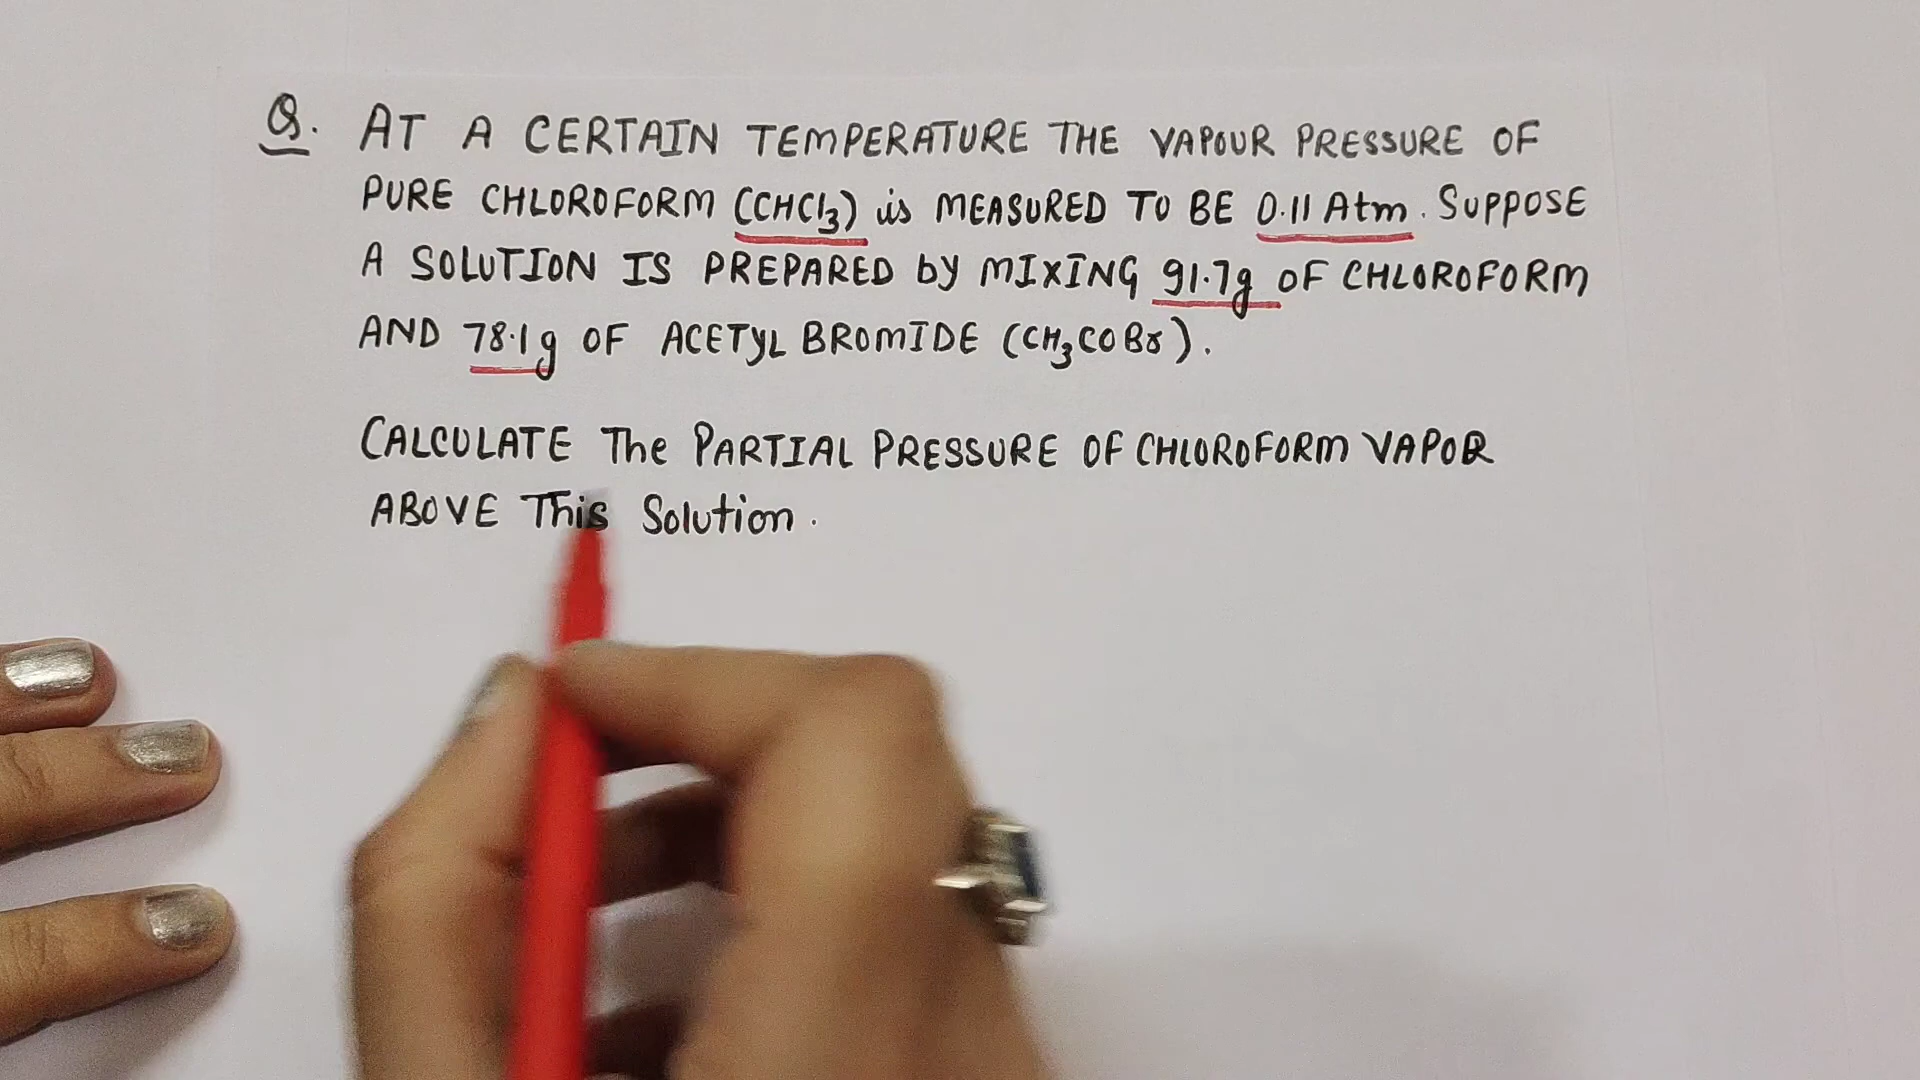 Q. AT A CERTAIN TEMPERATURE THE VAPOUR PRESSURE OF
PURE CHLOROFORM (CHCl3) is MEASURED TO BE 0.11 Atm. SUPPOSE
A SOLUTION IS PREPARED by MIXING 91.7g OF CHLOROFORM
AND 78.1g OF ACETYL BROMIDE (CH3COBr).
CALCULATE The PARTIAL PRESSURE OF CHLOROFORM VAPOR
ABOVE This Solution.